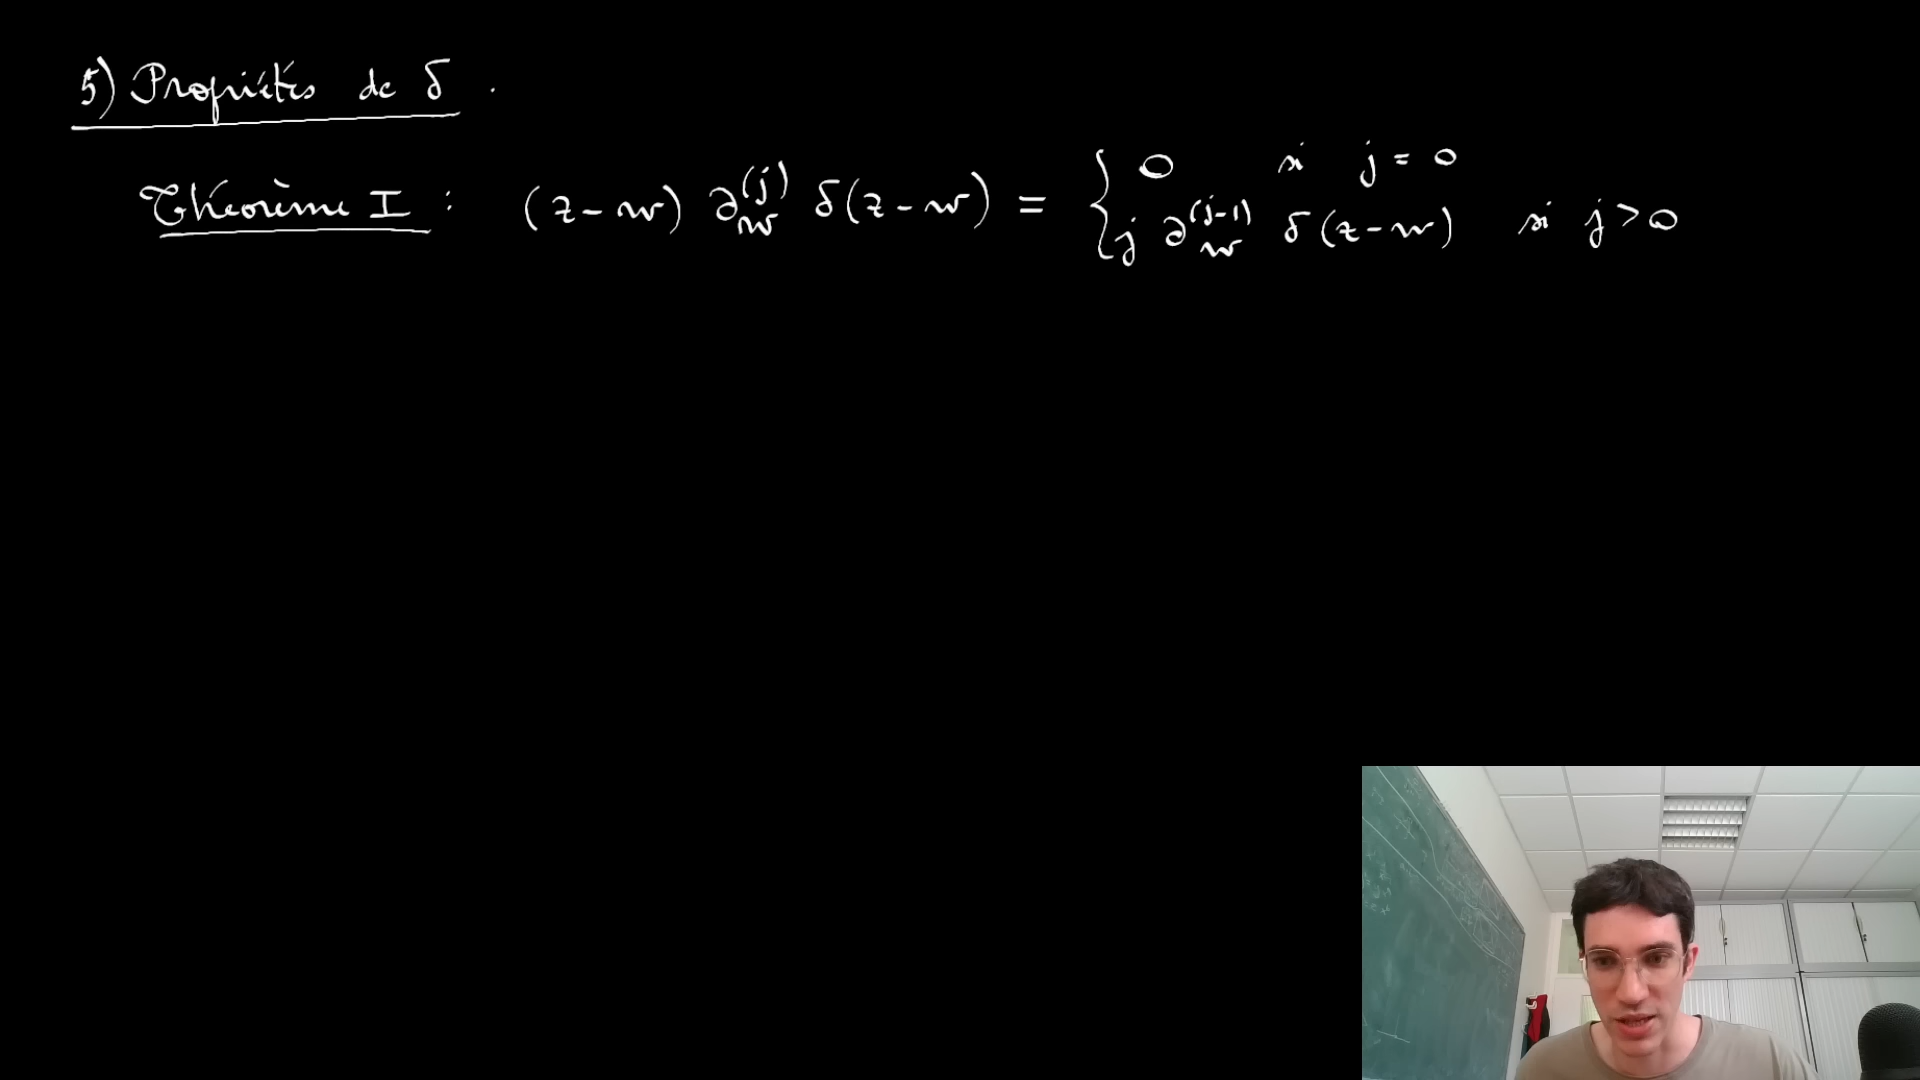 5) Propriétés de δ .
Théorème I : (z-w) ∂_w^{(j)} δ(z-w) = { 0 si j = 0
j ∂_w^{(j-1)} δ(z-w) si j > 0